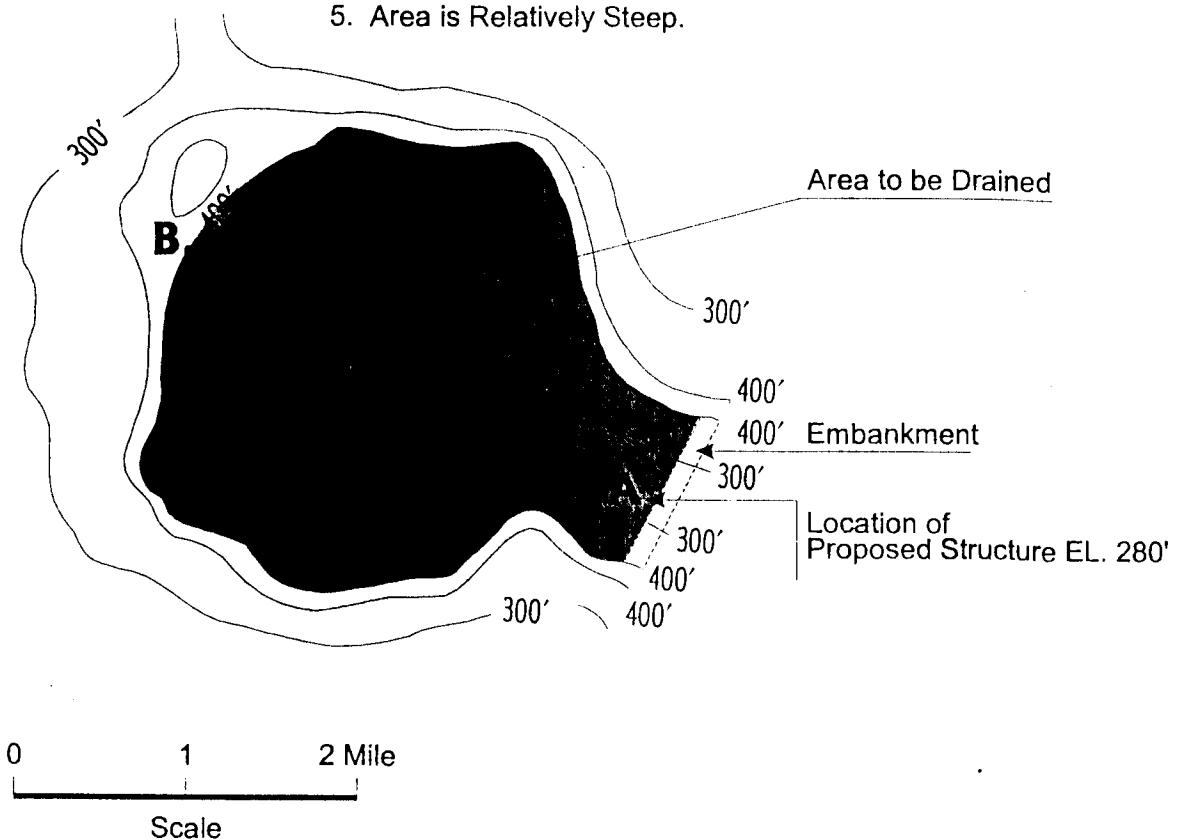 5. Area is Relatively Steep.
300'
400'
B
Area to be Drained
300'
400'
400'
Embankment
300'
Location of
Proposed Structure EL. 280'
300'
400'
400'
300'
0 1 2 Mile
Scale